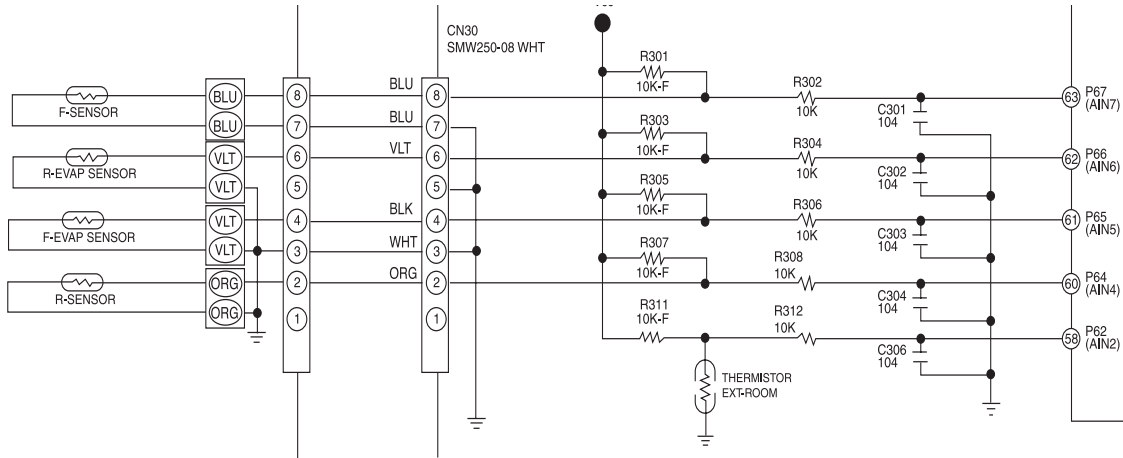 CN30
SMW250-08 WHT
F-SENSOR
R-EVAP SENSOR
F-EVAP SENSOR
R-SENSOR
BLU
BLU
VLT
VLT
VLT
VLT
ORG
ORG
8
7
6
5
4
3
2
1
BLU
BLU
VLT
BLK
WHT
ORG
8
7
6
5
4
3
2
1
R301
10K-F
R303
10K-F
R305
10K-F
R307
10K-F
R311
10K-F
THERMISTOR
EXT-ROOM
R302
10K
R304
10K
R306
10K
R308
10K
R312
10K
C301
104
C302
104
C303
104
C304
104
C306
104
63 P67
(AIN7)
62 P66
(AIN6)
61 P65
(AIN5)
60 P64
(AIN4)
58 P62
(AIN2)